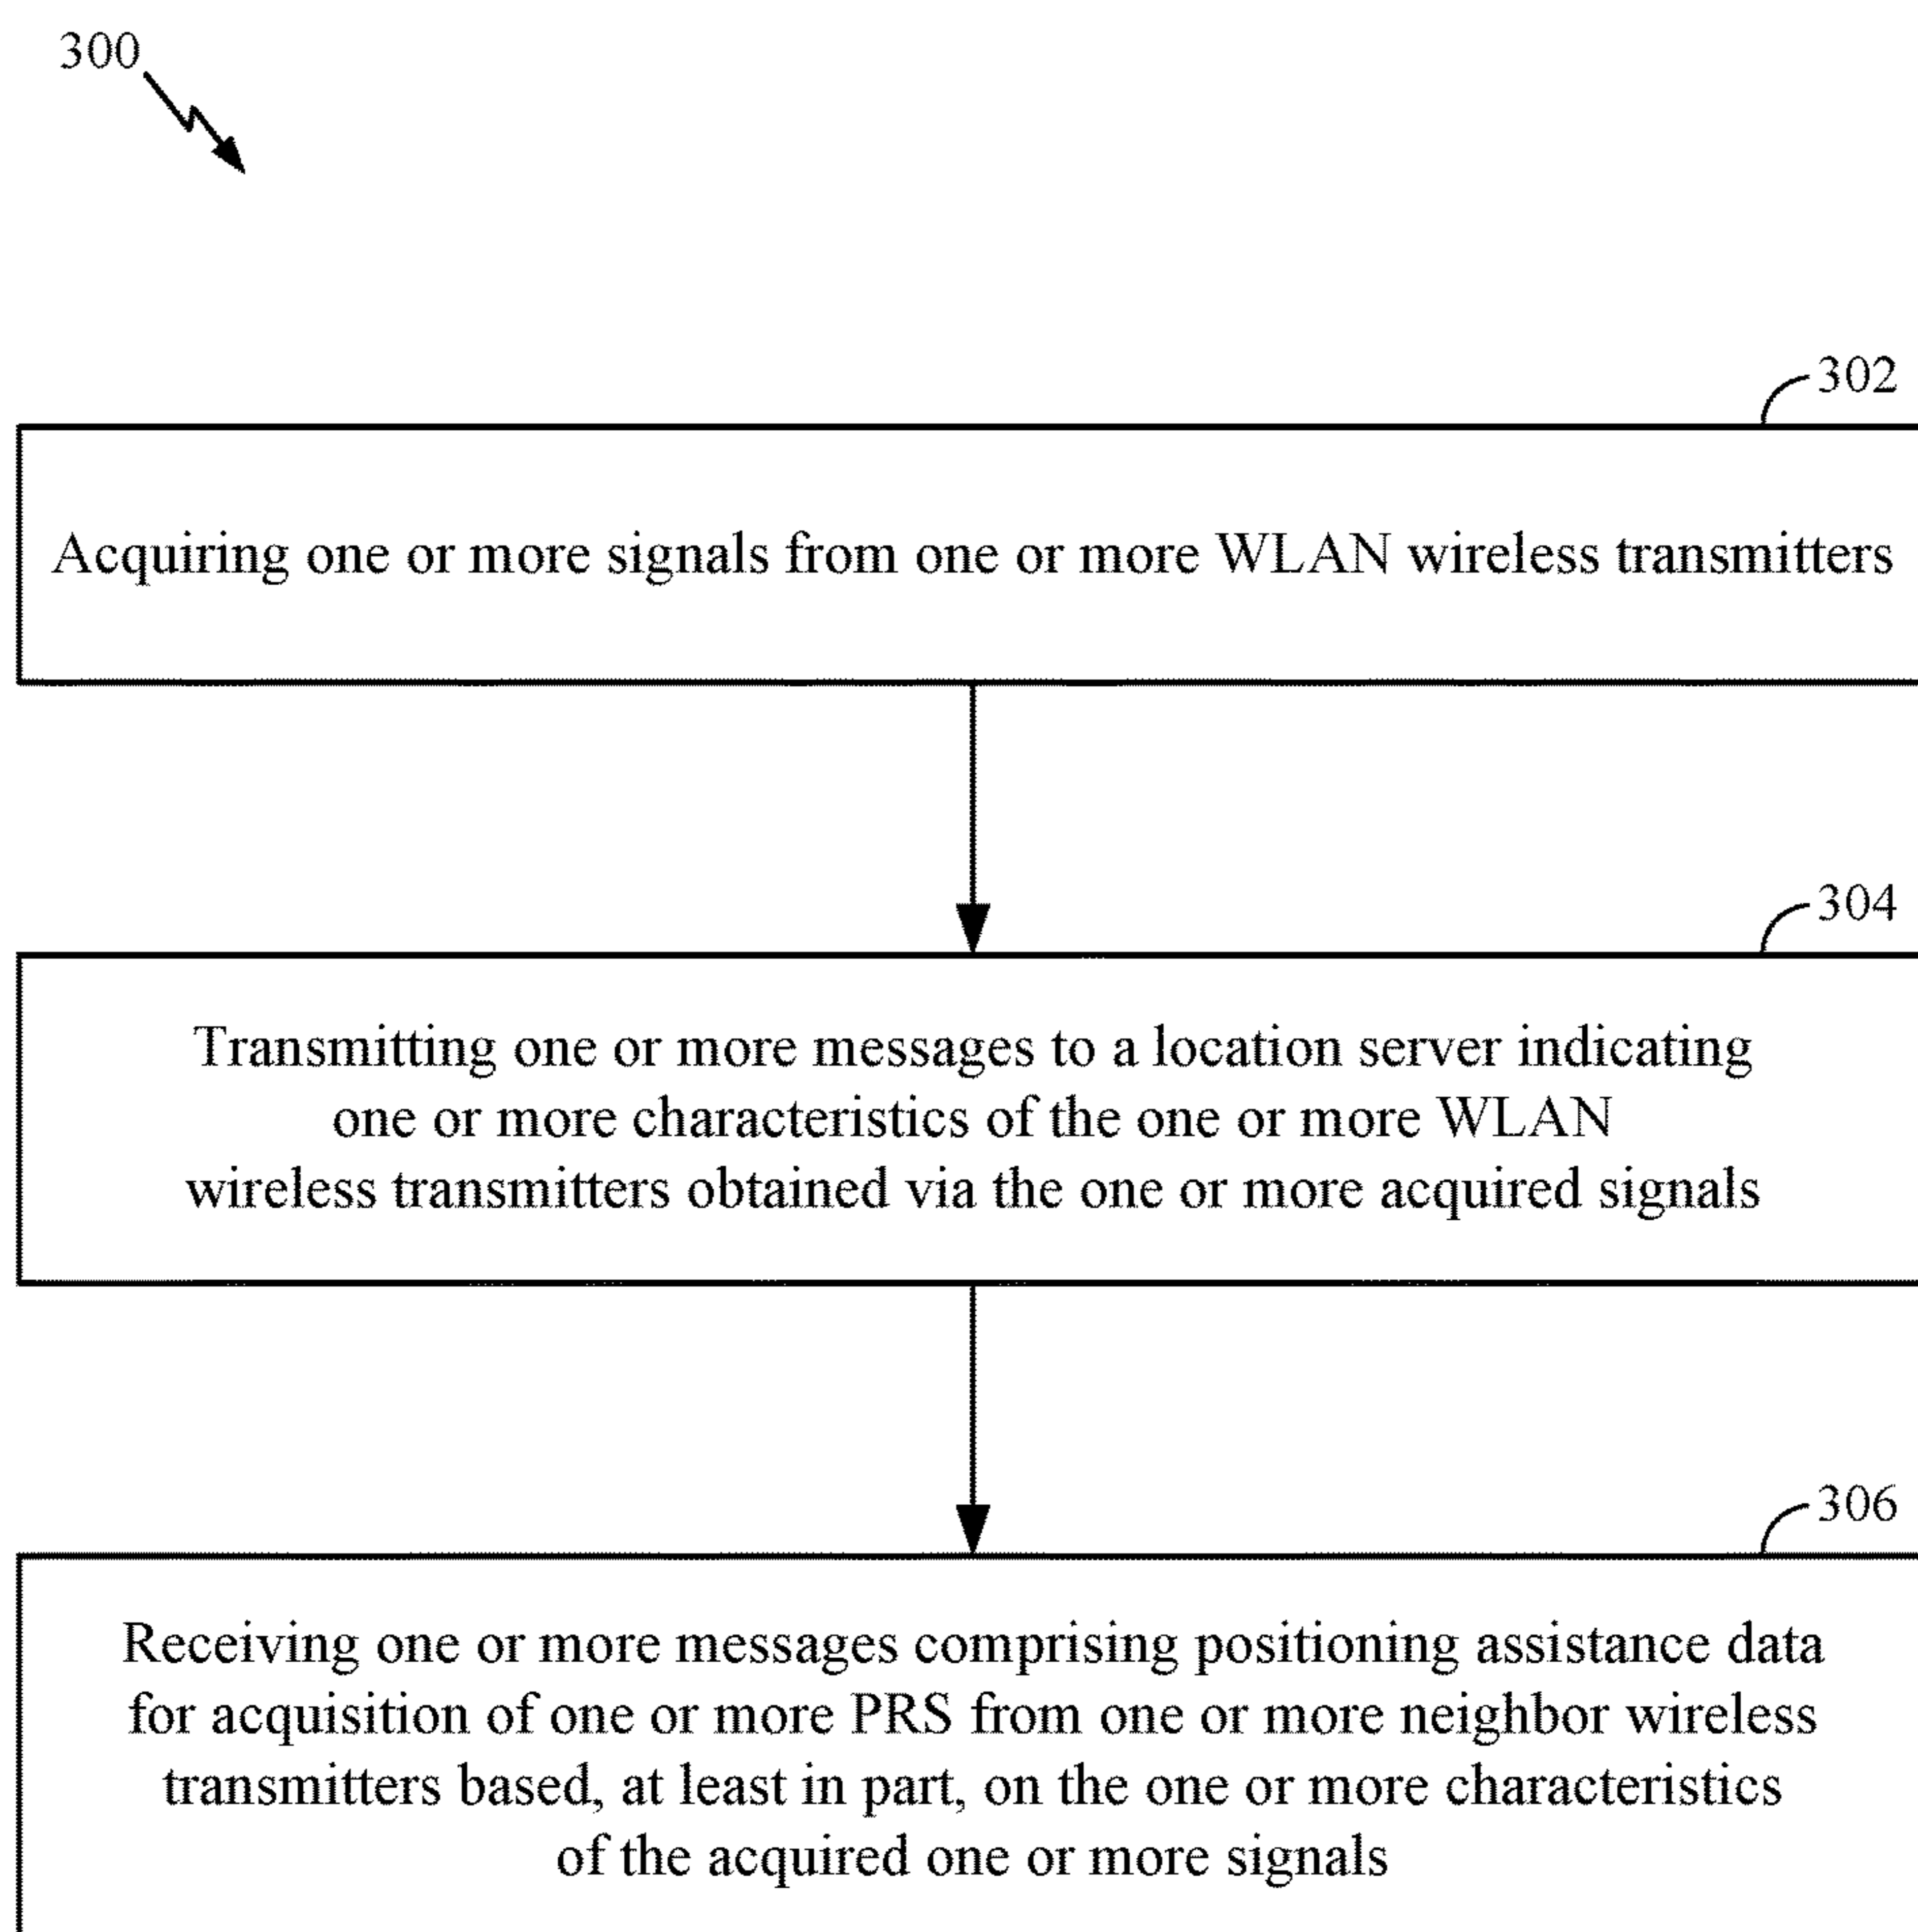 300
302
Acquiring one or more signals from one or more WLAN wireless transmitters
304
Transmitting one or more messages to a location server indicating
one or more characteristics of the one or more WLAN
wireless transmitters obtained via the one or more acquired signals
306
Receiving one or more messages comprising positioning assistance data
for acquisition of one or more PRS from one or more neighbor wireless
transmitters based, at least in part, on the one or more characteristics
of the acquired one or more signals